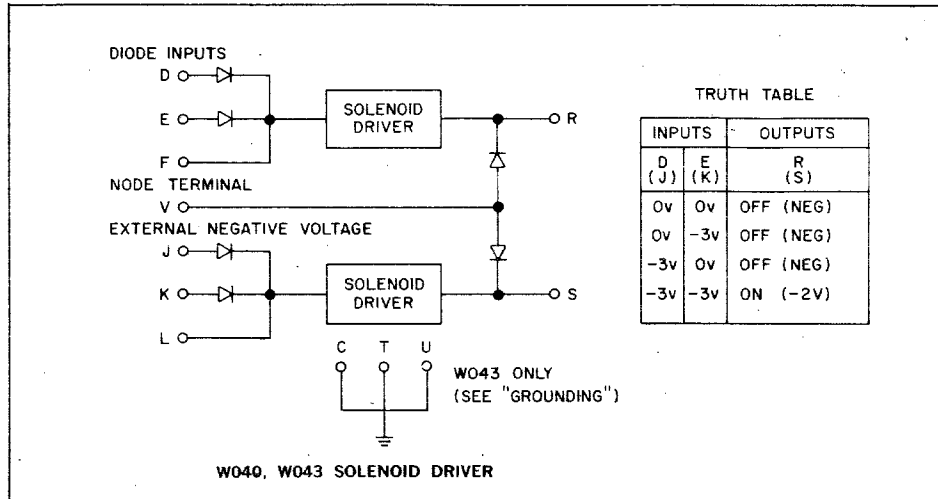 DIODE INPUTS
D
E
F
SOLENOID
DRIVER
R
NODE TERMINAL
V
EXTERNAL NEGATIVE VOLTAGE
J
K
L
SOLENOID
DRIVER
S
C T U
W043 ONLY
(SEE "GROUNDING")
W040, W043 SOLENOID DRIVER
TRUTH TABLE
INPUTS OUTPUTS
D E R
(J) (K) (S)
0v 0v OFF (NEG)
0v -3v OFF (NEG)
-3v 0v OFF (NEG)
-3v -3v ON (-2V)